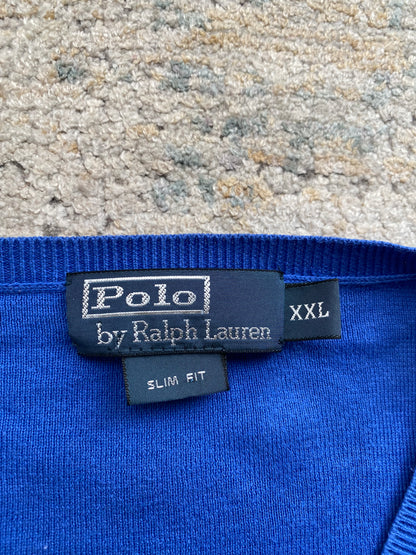 Polo
by Ralph Lauren
XXL
SLIM FIT